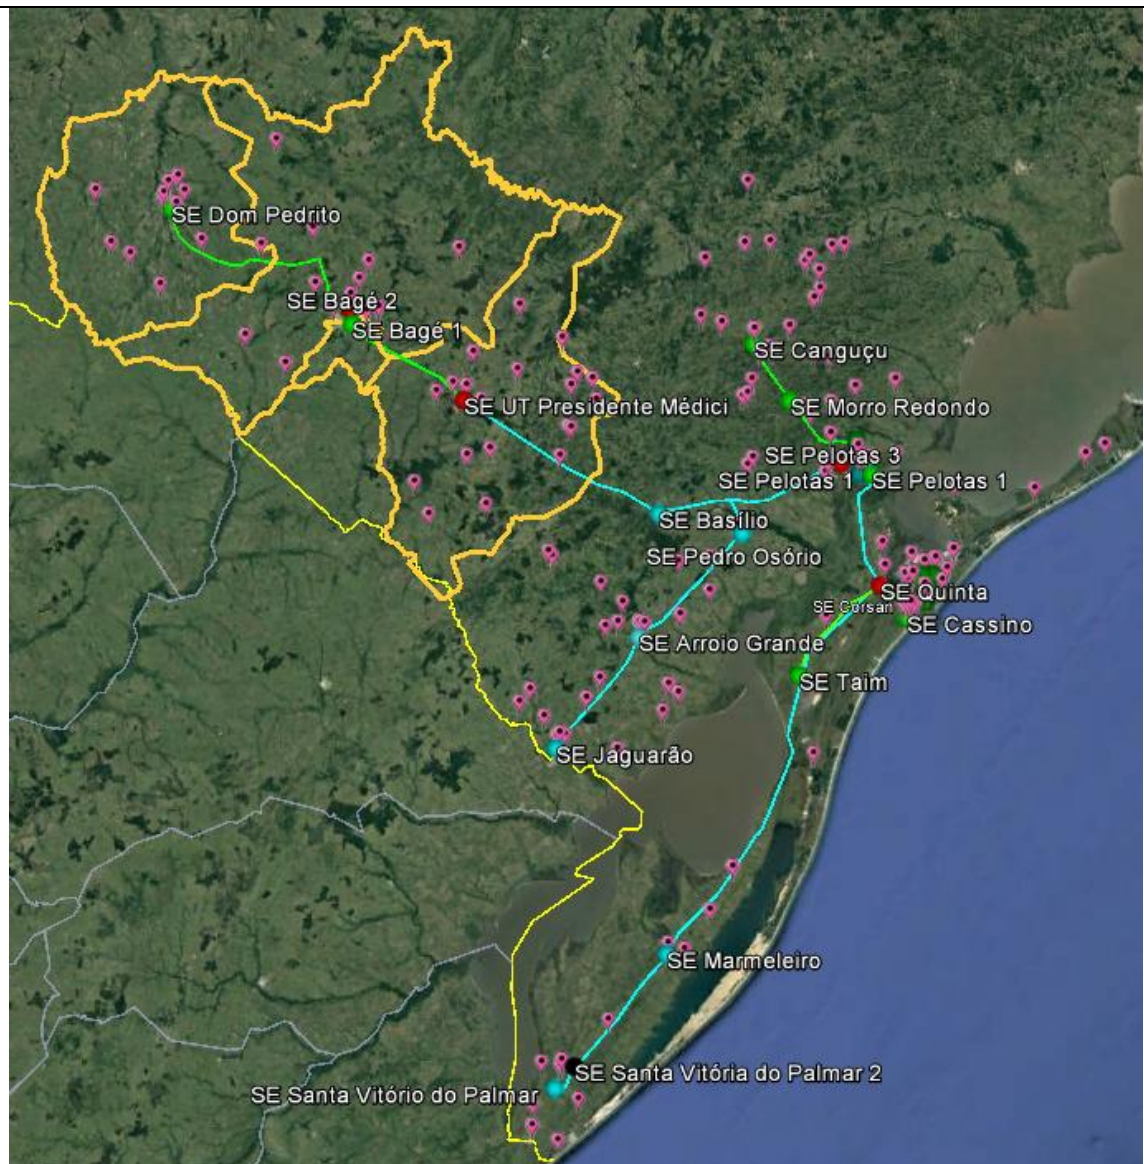 SE Dom Pedrito
SE Bagé 2
SE Bagé 1
SE Canguçu
SE UT Presidente Médici
SE Morro Redondo
SE Pelotas 3
SE Pelotas 1
SE Pelotas 1
SE Basílio
SE Pedro Osório
SE Quinta
SE Corsan
SE Cassino
SE Arroio Grande
SE Taim
SE Jaguarão
SE Marmeleiro
SE Santa Vitória do Palmar 2
SE Santa Vitório do Palmar